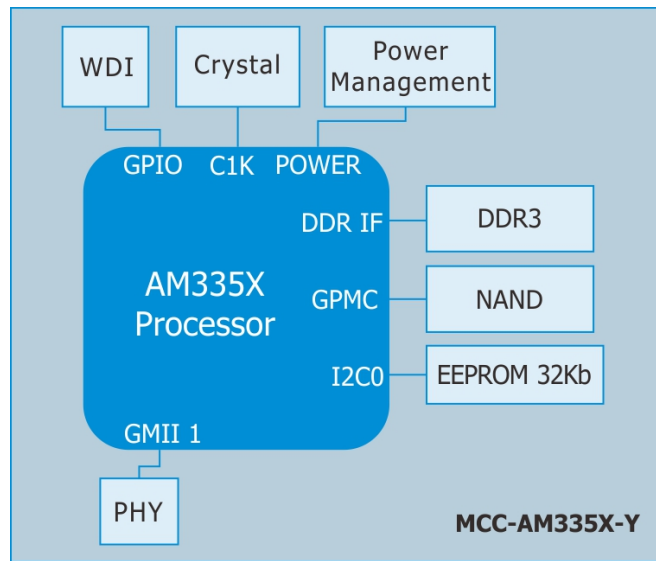 WDI
Crystal
Power
Management
GPIO
C1K
POWER
DDR IF
DDR3
AM335X
Processor
GPMC
NAND
I2C0
EEPROM 32Kb
GMII 1
PHY
MCC-AM335X-Y